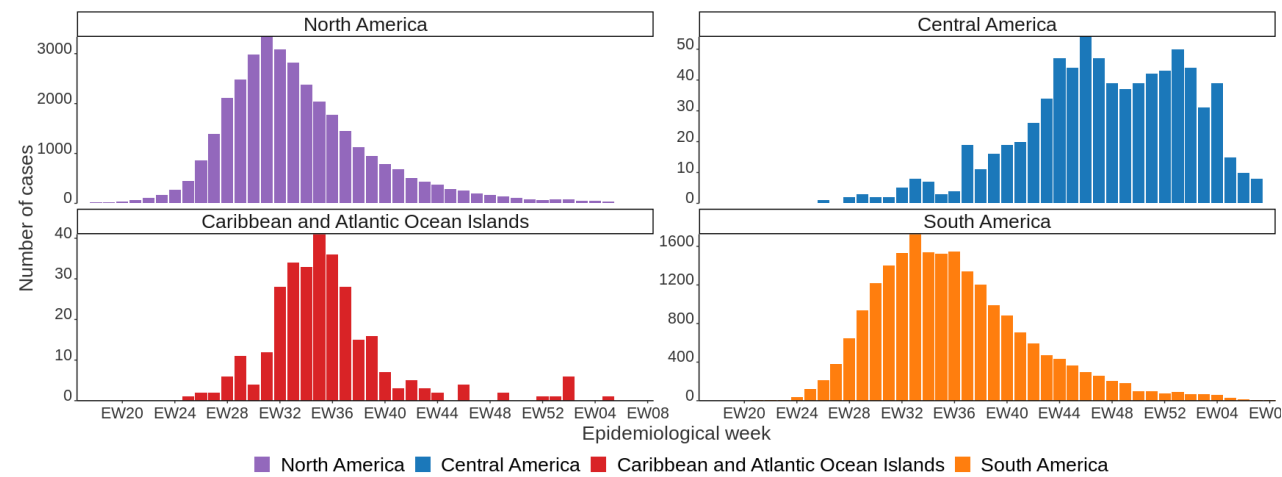 North America
Central America
3000
2000
1000
0
50
40
30
20
10
0
Number of cases
Caribbean and Atlantic Ocean Islands
South America
40
30
20
10
0
1600
1200
800
400
0
EW20 EW24 EW28 EW32 EW36 EW40 EW44 EW48 EW52 EW04 EW08
EW20 EW24 EW28 EW32 EW36 EW40 EW44 EW48 EW52 EW04 EW0
Epidemiological week
North America Central America Caribbean and Atlantic Ocean Islands South America